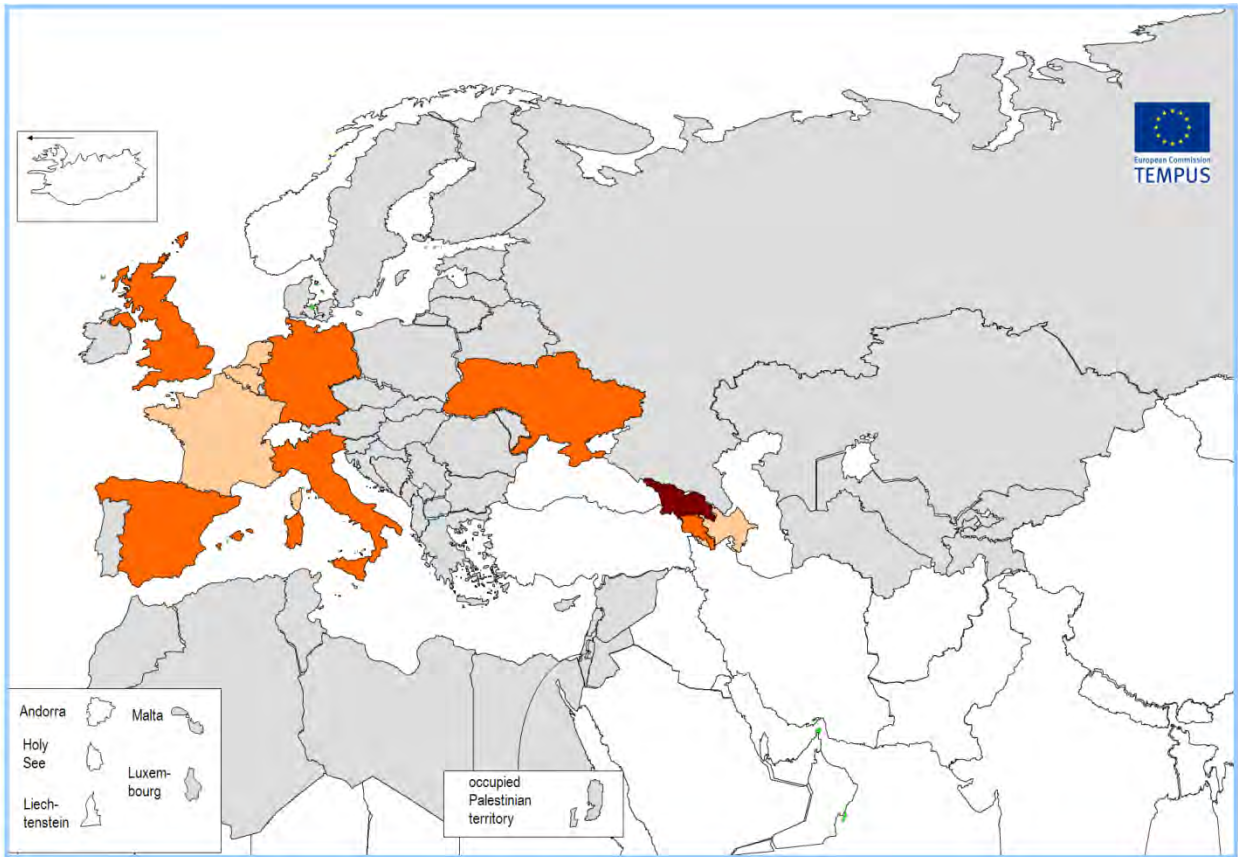 European Commission
TEMPUS
Andorra
Malta
Holy
See
Luxem-
bourg
Liech-
tenstein
occupied
Palestinian
territory